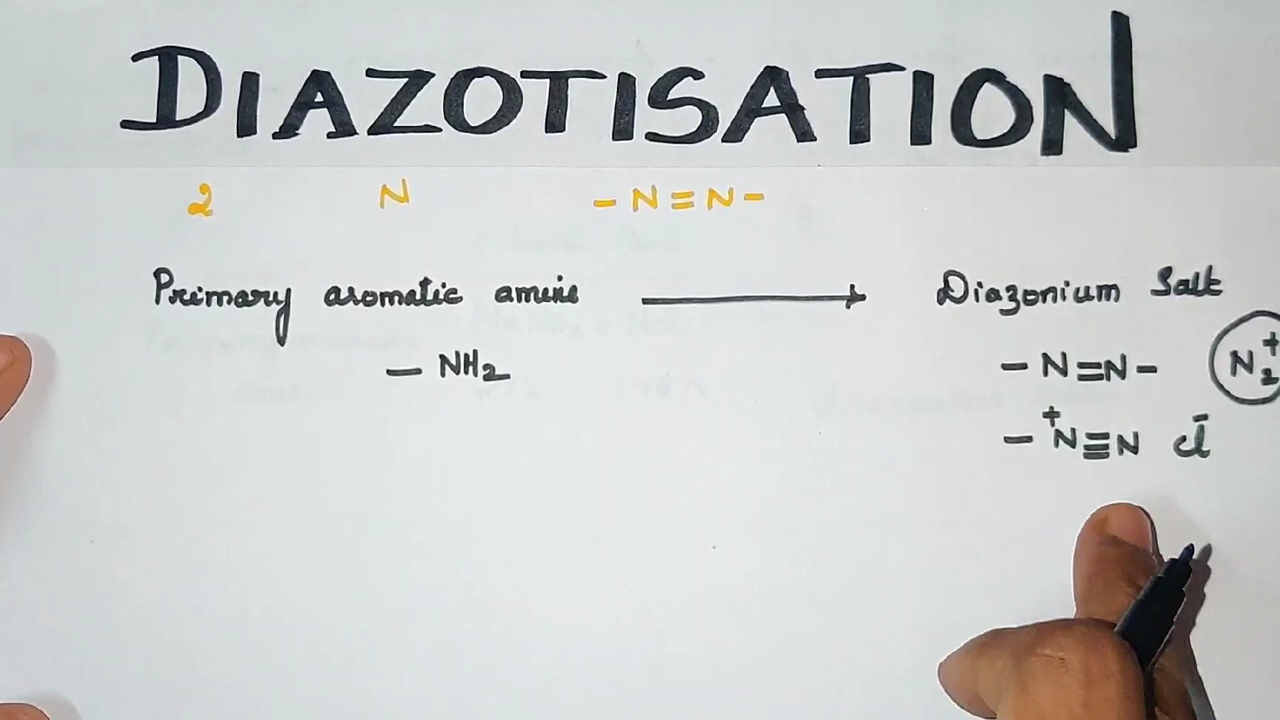 DIAZOTISATION
2 N -N=N-
Primary aromatic amine → Diazonium Salt
- NH₂ - N=N- N₂⁺
- ⁺N≡N Cl⁻